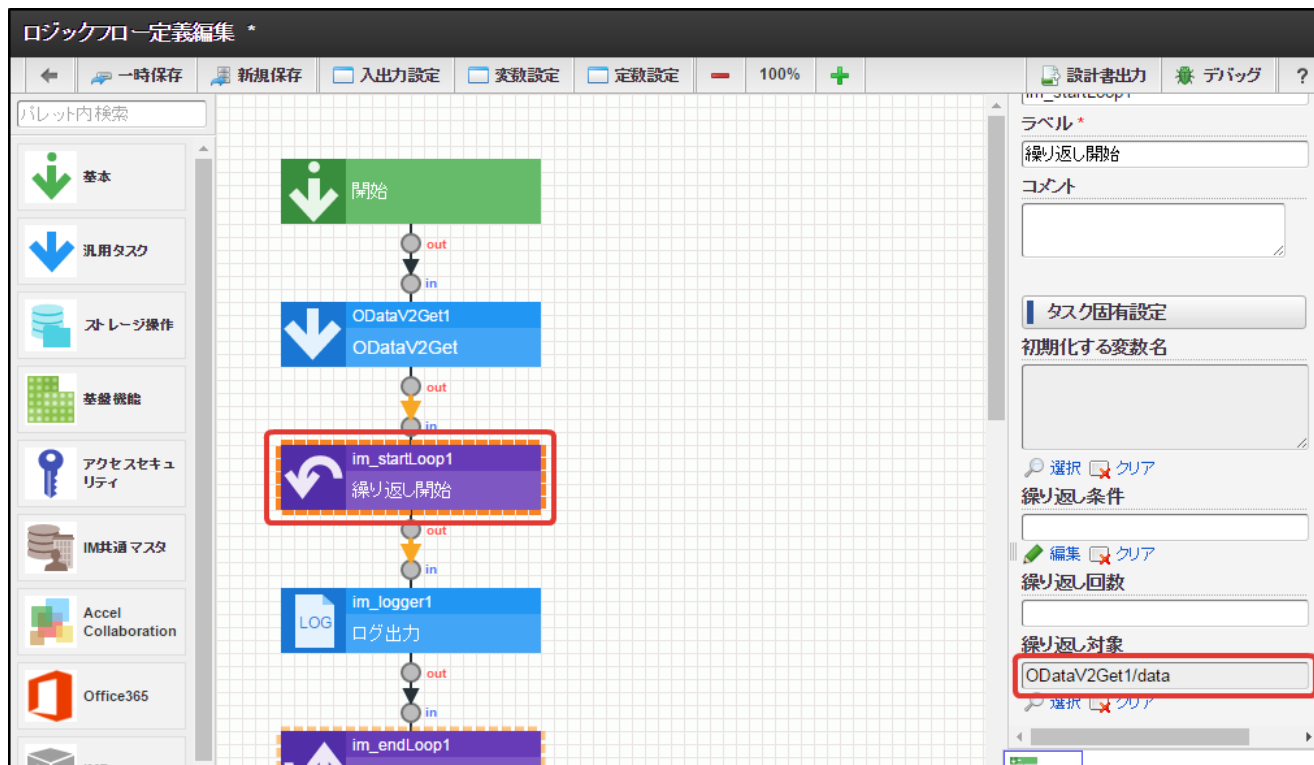 ロジックフロー定義編集 *
一時保存 新規保存 入出力設定 変数設定 定数設定 100% 設計書出力 デバッグ ?
パレット内検索
基本
汎用タスク
ストレージ操作
基盤機能
アクセスセキュ
リティ
IM共通マスタ
Accel
Collaboration
Office365
開始
out
in
ODataV2Get1
ODataV2Get
out
in
im_startLoop1
繰り返し開始
out
in
im_logger1
LOG
ログ出力
out
in
im_endLoop1
im_startLoop1
ラベル *
繰り返し開始
コメント
タスク固有設定
初期化する変数名
選択 クリア
繰り返し条件
編集 クリア
繰り返し回数
繰り返し対象
ODataV2Get1/data
選択 クリア